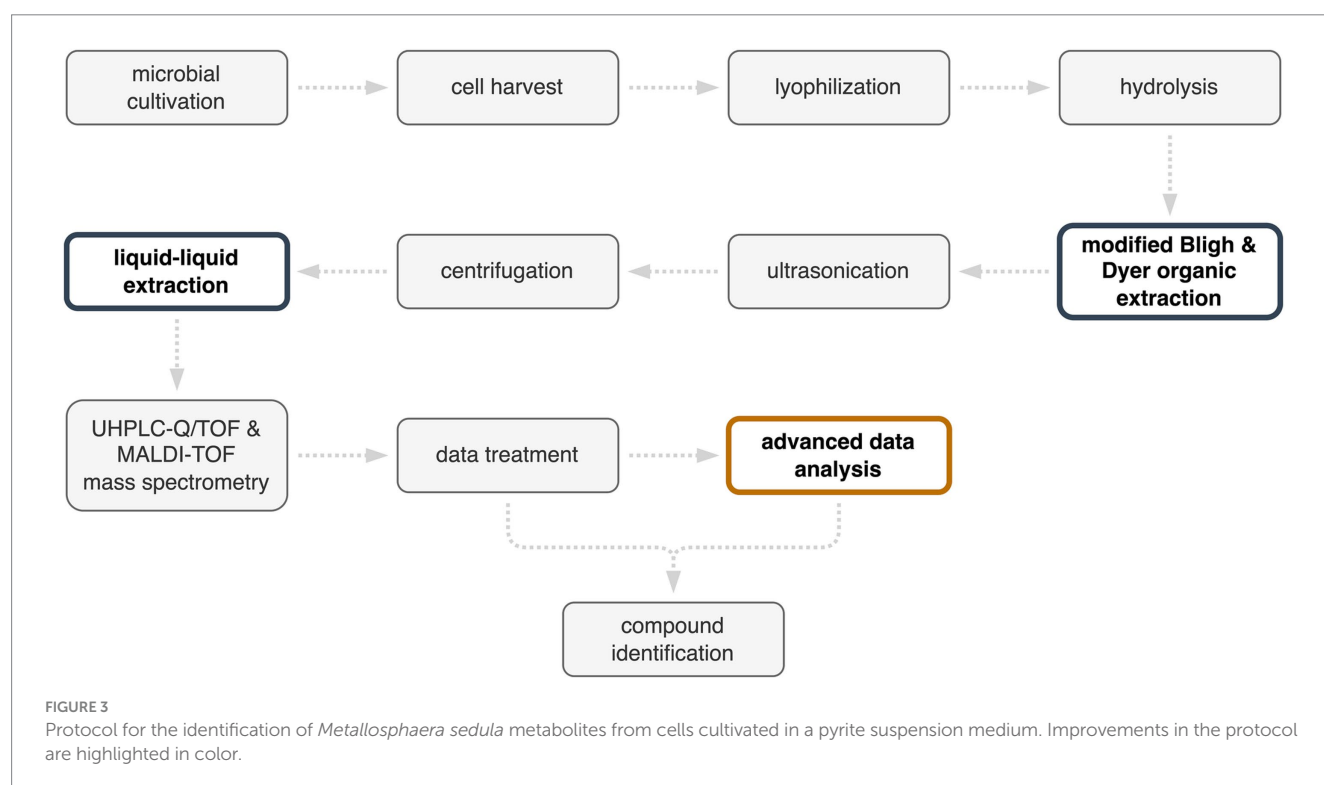 microbial
cultivation
cell harvest
lyophilization
hydrolysis
modified Bligh &
Dyer organic
extraction
ultrasonication
centrifugation
liquid-liquid
extraction
UHPLC-Q/TOF &
MALDI-TOF
mass spectrometry
data treatment
advanced data
analysis
compound
identification
FIGURE 3
Protocol for the identification of Metallosphaera sedula metabolites from cells cultivated in a pyrite suspension medium. Improvements in the protocol
are highlighted in color.